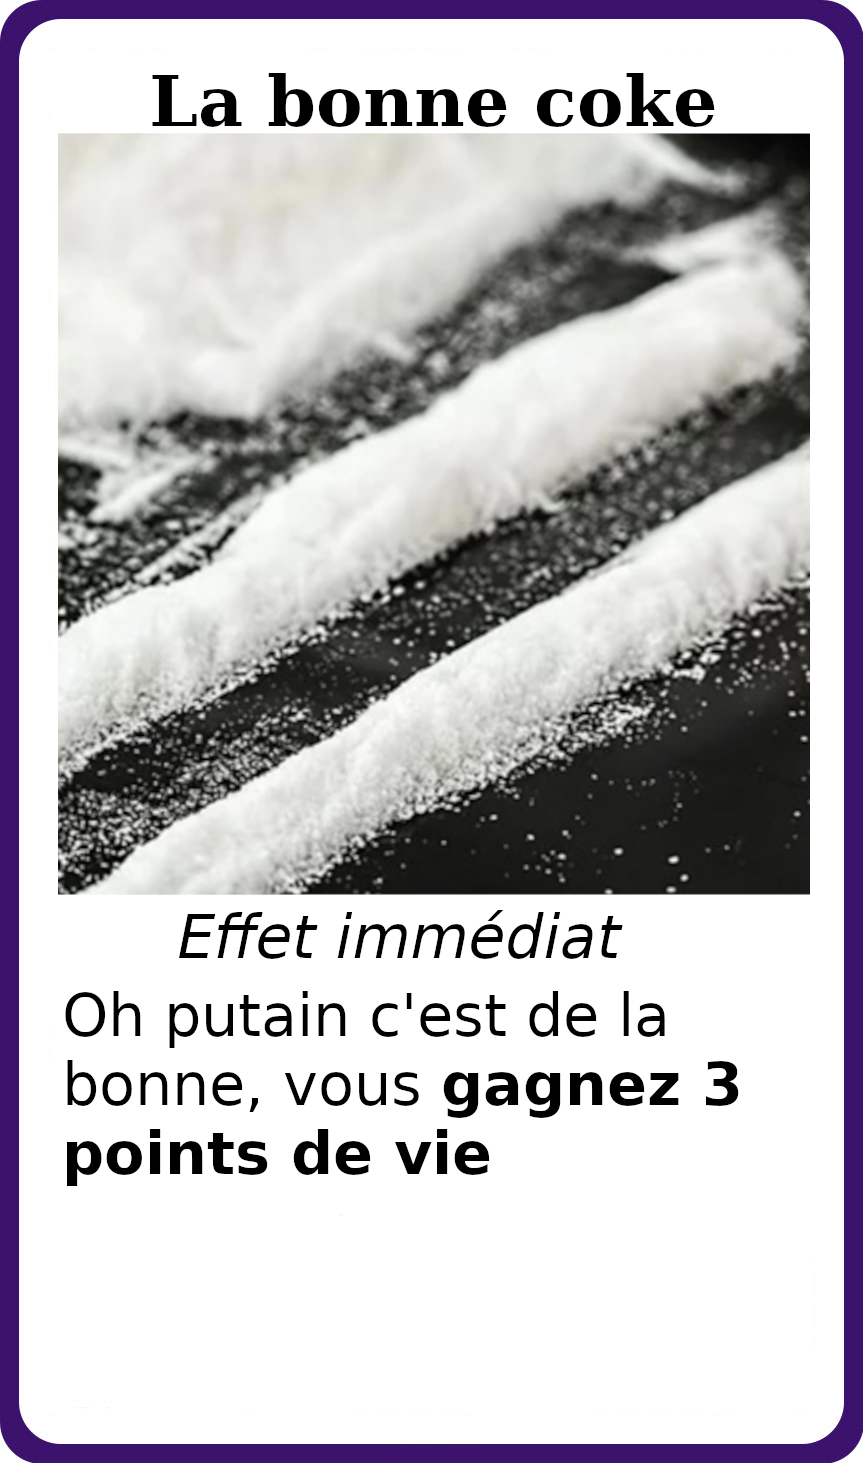 La bonne coke
Effet immédiat
Oh putain c'est de la
bonne, vous gagnez 3
points de vie